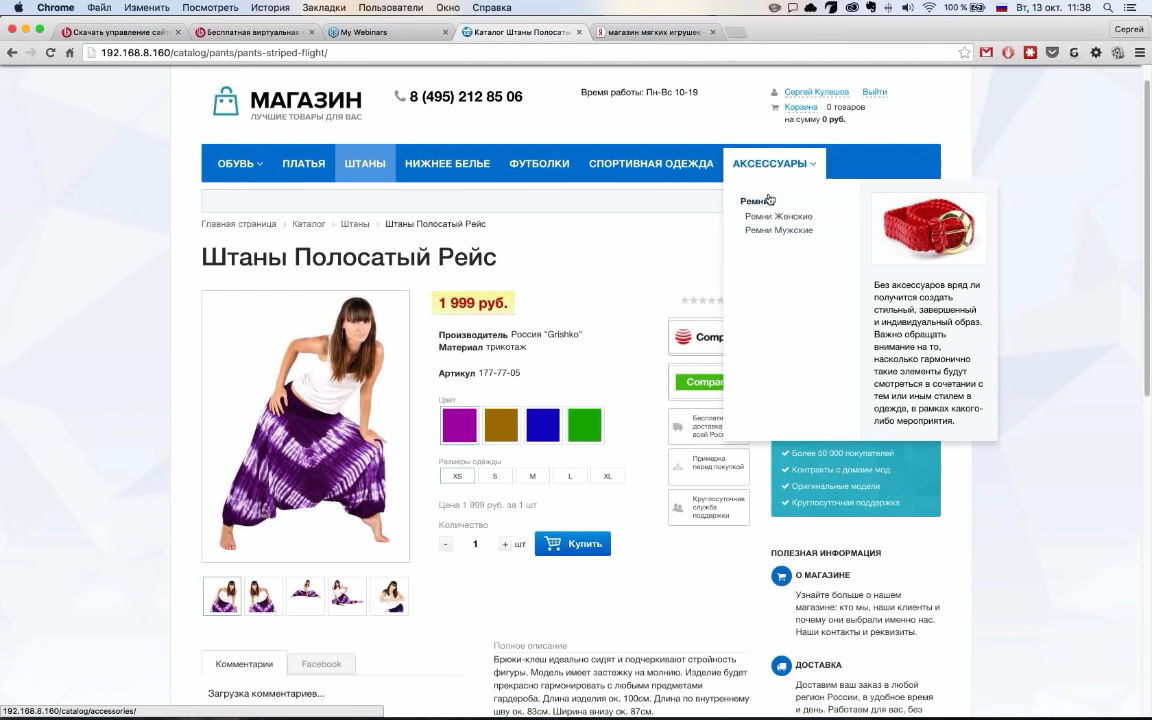 Chrome Файл Изменить Посмотреть История Закладки Пользователи Окно Справка 100 % Вт, 13 окт. 11:38
Скачать управление сайт Бесплатная виртуальная My Webinars Каталог Штаны Полосаты магазин мягких игрушек Сергей
192.168.8.160/catalog/pants/pants-striped-flight/
МАГАЗИН
ЛУЧШИЕ ТОВАРЫ ДЛЯ ВАС
8 (495) 212 85 06
Время работы: Пн-Вс 10-19
Сергей Кулешов Выйти
Корзина 0 товаров
на сумму 0 руб.
ОБУВЬ ПЛАТЬЯ ШТАНЫ НИЖНЕЕ БЕЛЬЕ ФУТБОЛКИ СПОРТИВНАЯ ОДЕЖДА АКСЕССУАРЫ
Ремни
Ремни Женские
Ремни Мужские
Без аксессуаров вряд ли
получится создать
стильный, завершенный
и индивидуальный образ.
Важно обращать
внимание на то,
насколько гармонично
такие элементы будут
смотреться в сочетании с
тем или иным стилем в
одежде, в рамках какого-
либо мероприятия.
Главная страница > Каталог > Штаны > Штаны Полосатый Рейс
Штаны Полосатый Рейс
1 999 руб.
Производитель Россия "Grishko"
Материал трикотаж
Артикул 177-77-05
Цвет
Размеры одежды
XS S M L XL
Цена 1 999 руб. за 1 шт
Количество
- 1 + шт Купить
Comp
Compar
Бесплатн
доставка
всей Росс
Примерка
перед покупкой
Круглосуточная
служба
поддержки
Более 50 000 покупателей
Контракты с домами мод
Оригинальные модели
Круглосуточная поддержка
ПОЛЕЗНАЯ ИНФОРМАЦИЯ
О МАГАЗИНЕ
Узнайте больше о нашем
магазине: кто мы, наши клиенты и
почему они выбрали именно нас.
Наши контакты и реквизиты.
ДОСТАВКА
Доставим ваш заказ в любой
регион России, в удобное время
и день. Работаем для вас, без
Комментарии Facebook
Загрузка комментариев...
Полное описание
Брюки-клеш идеально сидят и подчеркивают стройность
фигуры. Модель имеет застежку на молнию. Изделие будет
прекрасно гармонировать с любыми предметами
гардероба. Длина изделия ок. 100см. Длина по внутреннему
шву ок. 83см. Ширина внизу ок. 87см.
192.168.8.160/catalog/accessories/